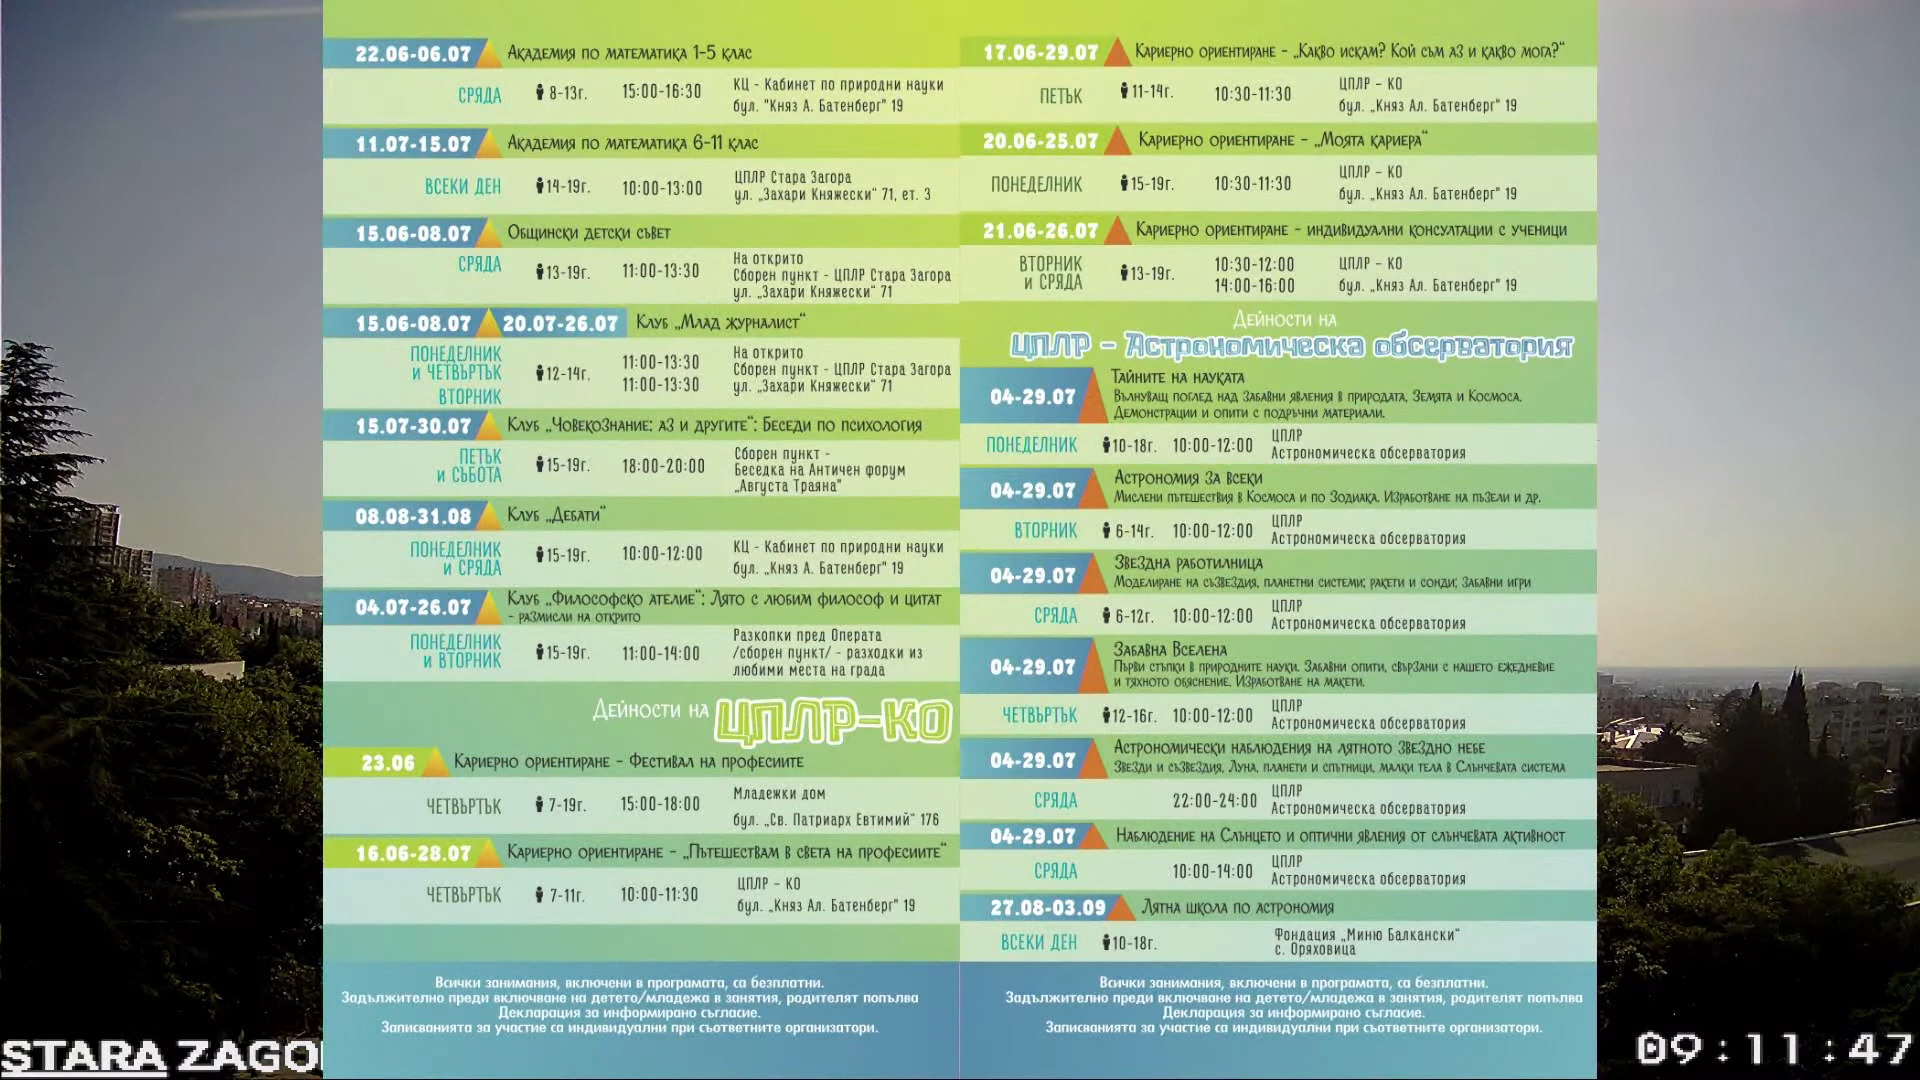 22.06-06.07 Академия по математика 1-5 клас
СРЯДА 8-13г. 15:00-16:30 КЦ - Кабинет по природни науки
бул. "Княз А. Батенберг" 19
11.07-15.07 Академия по математика 6-11 клас
ВСЕКИ ДЕН 14-19г. 10:00-13:00 ЦПЛР Стара Загора
ул. „Захари Княжески“ 71, ет. 3
15.06-08.07 Общински детски съвет
СРЯДА 13-19г. 11:00-13:30 На открито
Сборен пункт - ЦПЛР Стара Загора
ул. „Захари Княжески“ 71
15.06-08.07 20.07-26.07 Клуб „Млад журналист“
ПОНЕДЕЛНИК
И ЧЕТВЪРТЪК
ВТОРНИК
12-14г.
11:00-13:30
11:00-13:30
На открито
Сборен пункт - ЦПЛР Стара Загора
ул. „Захари Княжески“ 71
15.07-30.07 Клуб „Човекознание: аз и другите“: Беседи по психология
ПЕТЪК
И СЪБОТА
15-19г. 18:00-20:00
Сборен пункт -
Беседка на Античен форум
„Августа Траяна"
08.08-31.08 Клуб „Дебати“
ПОНЕДЕЛНИК
И СРЯДА
15-19г. 10:00-12:00
КЦ - Кабинет по природни науки
бул. „Княз А. Батенберг“ 19
04.07-26.07 Клуб „Философско ателие“: Лято с любим философ и цитат
- размисли на открито
ПОНЕДЕЛНИК
И ВТОРНИК
15-19г. 11:00-14:00
Разкопки пред Операта
/сборен пункт/ - разходки из
любими места на града
Дейности на ЦПЛР-КО
23.06 Кариерно ориентиране - Фестивал на професиите
ЧЕТВЪРТЪК 7-19г. 15:00-18:00 Младежки дом
бул. „Св. Патриарх Евтимий“ 176
16.06-28.07 Кариерно ориентиране - „Пътешествам в света на професиите“
ЧЕТВЪРТЪК 7-11г. 10:00-11:30 ЦПЛР - КО
бул. „Княз Ал. Батенберг“ 19
Всички занимания, включени в програмата, са безплатни.
Задължително преди включване на детето/младежа в занятия, родителят попълва
Декларация за информирано съгласие.
Записванията за участие са индивидуални при съответните организатори.
17.06-29.07 Кариерно ориентиране - „Какво искам? Кой съм аз и какво мога?“
ПЕТЪК 11-14г. 10:30-11:30 ЦПЛР - КО
бул. „Княз Ал. Батенберг“ 19
20.06-25.07 Кариерно ориентиране - „Моята кариера“
ПОНЕДЕЛНИК 15-19г. 10:30-11:30 ЦПЛР - КО
бул. „Княз Ал. Батенберг“ 19
21.06-26.07 Кариерно ориентиране - индивидуални консултации с ученици
ВТОРНИК
И СРЯДА
13-19г.
10:30-12:00
14:00-16:00
ЦПЛР - КО
бул. „Княз Ал. Батенберг“ 19
Дейности на
ЦПЛР - Астрономическа обсерватория
04-29.07 Тайните на науката
Вълнуващ поглед над забавни явления в природата, Земята и Космоса.
Демонстрации и опити с подръчни материали.
ПОНЕДЕЛНИК 10-18г. 10:00-12:00 ЦПЛР
Астрономическа обсерватория
04-29.07 Астрономия за всеки
Мислени пътешествия в Космоса и по Зодиака. Изработване на пъзели и др.
ВТОРНИК 6-14г. 10:00-12:00 ЦПЛР
Астрономическа обсерватория
04-29.07 Звездна работилница
Моделиране на съзвездия, планетни системи; ракети и сонди; забавни игри
СРЯДА 6-12г. 10:00-12:00 ЦПЛР
Астрономическа обсерватория
04-29.07 Забавна Вселена
Първи стъпки в природните науки. Забавни опити, свързани с нашето ежедневие
и тяхното обяснение. Изработване на макети.
ЧЕТВЪРТЪК 12-16г. 10:00-12:00 ЦПЛР
Астрономическа обсерватория
04-29.07 Астрономически наблюдения на лятното звездно небе
Звезди и съзвездия, Луна, планети и спътници, малки тела в Слънчевата система
СРЯДА 22:00-24:00 ЦПЛР
Астрономическа обсерватория
04-29.07 Наблюдение на Слънцето и оптични явления от слънчевата активност
СРЯДА 10:00-14:00 ЦПЛР
Астрономическа обсерватория
27.08-03.09 Лятна школа по астрономия
ВСЕКИ ДЕН 10-18г. Фондация „Миню Балкански“
с. Оряховица
Всички занимания, включени в програмата, са безплатни.
Задължително преди включване на детето/младежа в занятия, родителят попълва
Декларация за информирано съгласие.
Записванията за участие са индивидуални при съответните организатори.
STARA ZAGO
09:11:47